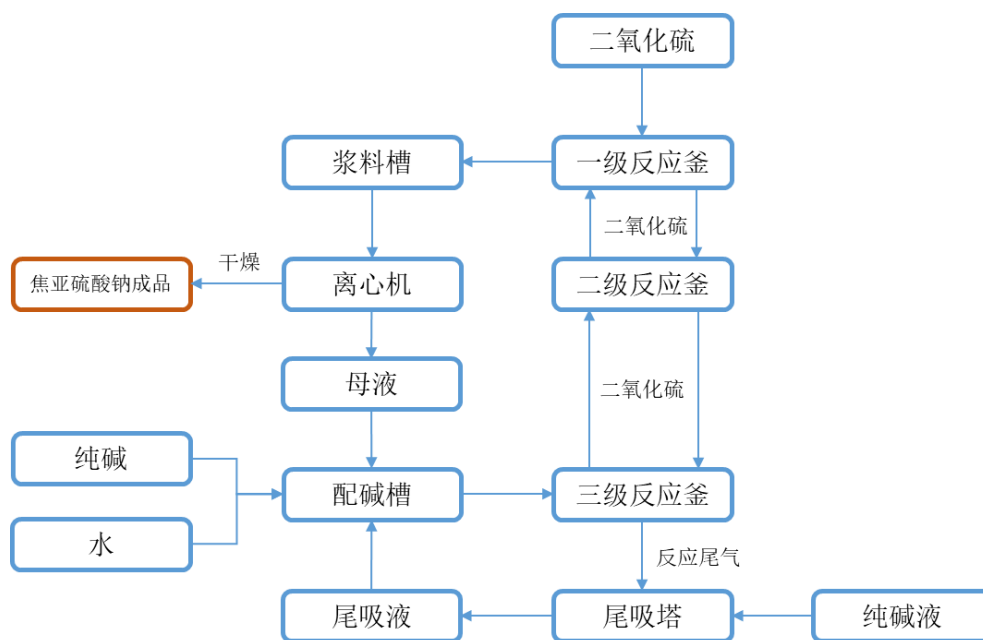 二氧化硫
浆料槽
一级反应釜
二氧化硫
干燥
焦亚硫酸钠成品
离心机
二级反应釜
母液
二氧化硫
纯碱
配碱槽
三级反应釜
水
反应尾气
尾吸液
尾吸塔
纯碱液